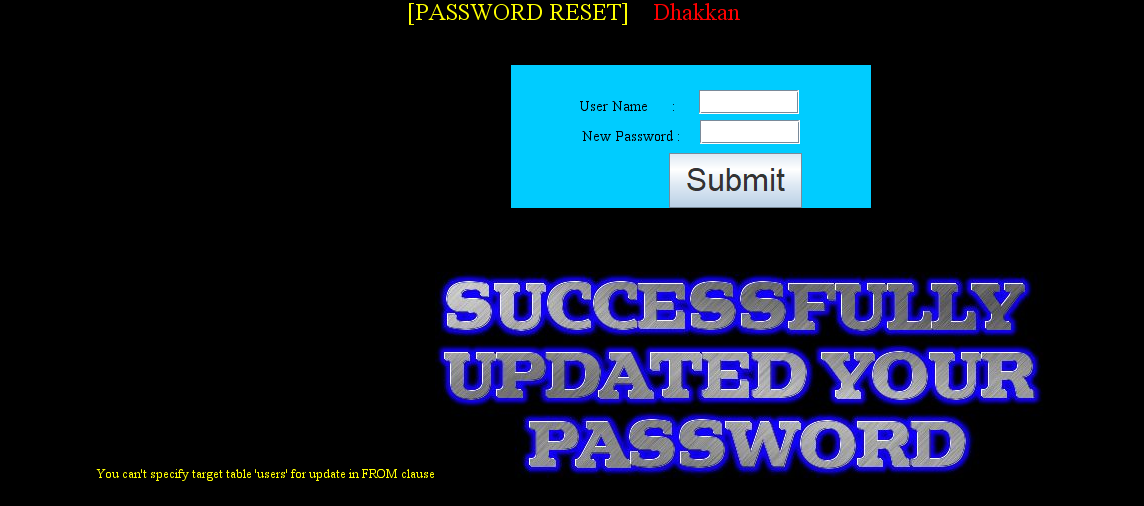 [PASSWORD RESET] Dhakkan
User Name :
New Password :
Submit
SUCCESSFULLY
UPDATED YOUR
PASSWORD
You can't specify target table 'users' for update in FROM clause